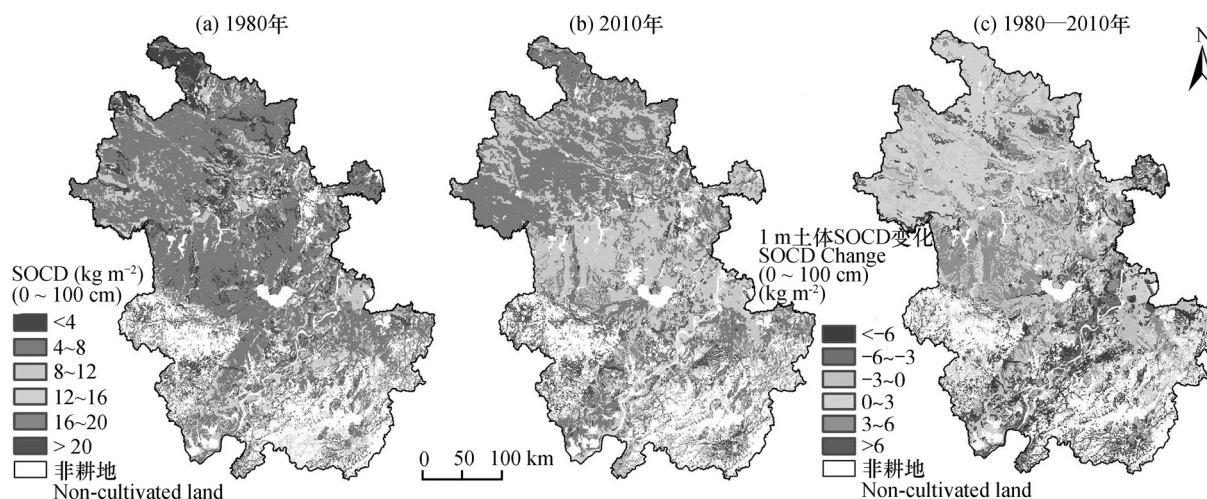 (a) 1980年
(b) 2010年
(c) 1980—2010年
N
SOCD (kg m⁻²)
(0 ~ 100 cm)
<4
4~8
8~12
12~16
16~20
> 20
非耕地
Non-cultivated land
0 50 100 km
1 m土体SOCD变化
SOCD Change
(0 ~ 100 cm)
(kg m⁻²)
<−6
−6~−3
−3~0
0~3
3~6
>6
非耕地
Non-cultivated land